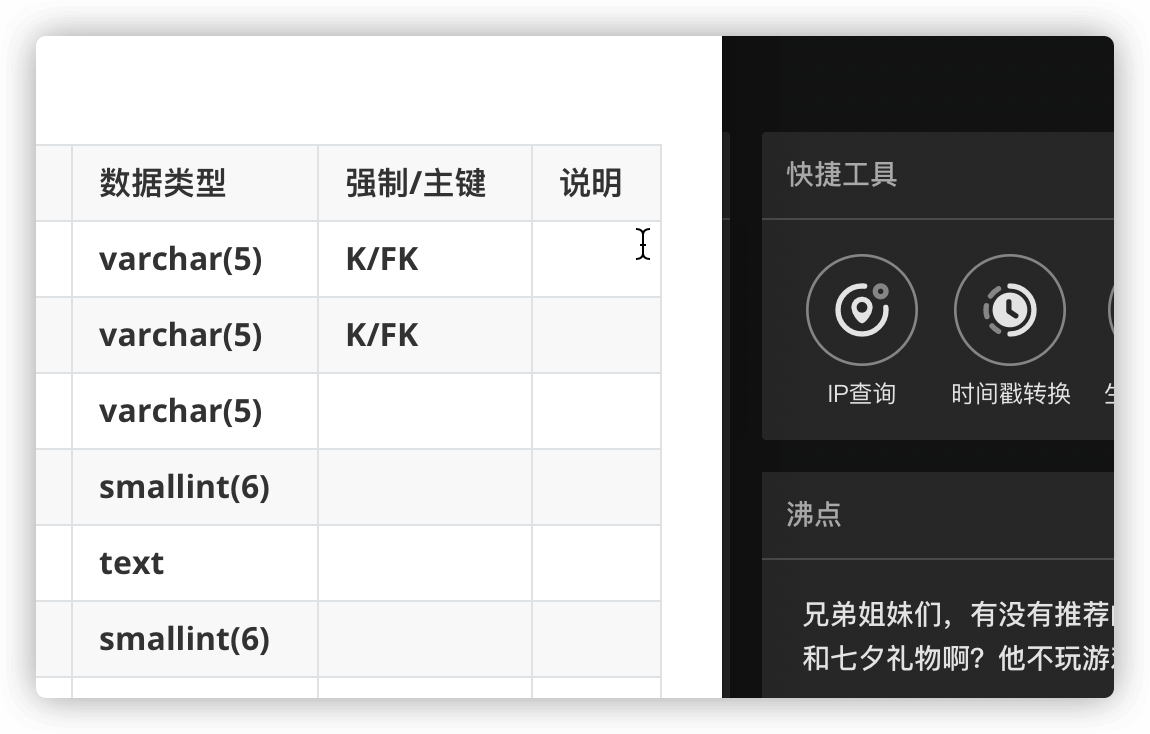 数据类型 强制/主键 说明
varchar(5) K/FK
varchar(5) K/FK
varchar(5)
smallint(6)
text
smallint(6)
快捷工具
IP查询 时间戳转换
沸点
兄弟姐妹们，有没有推荐
和七夕礼物啊？他不玩游